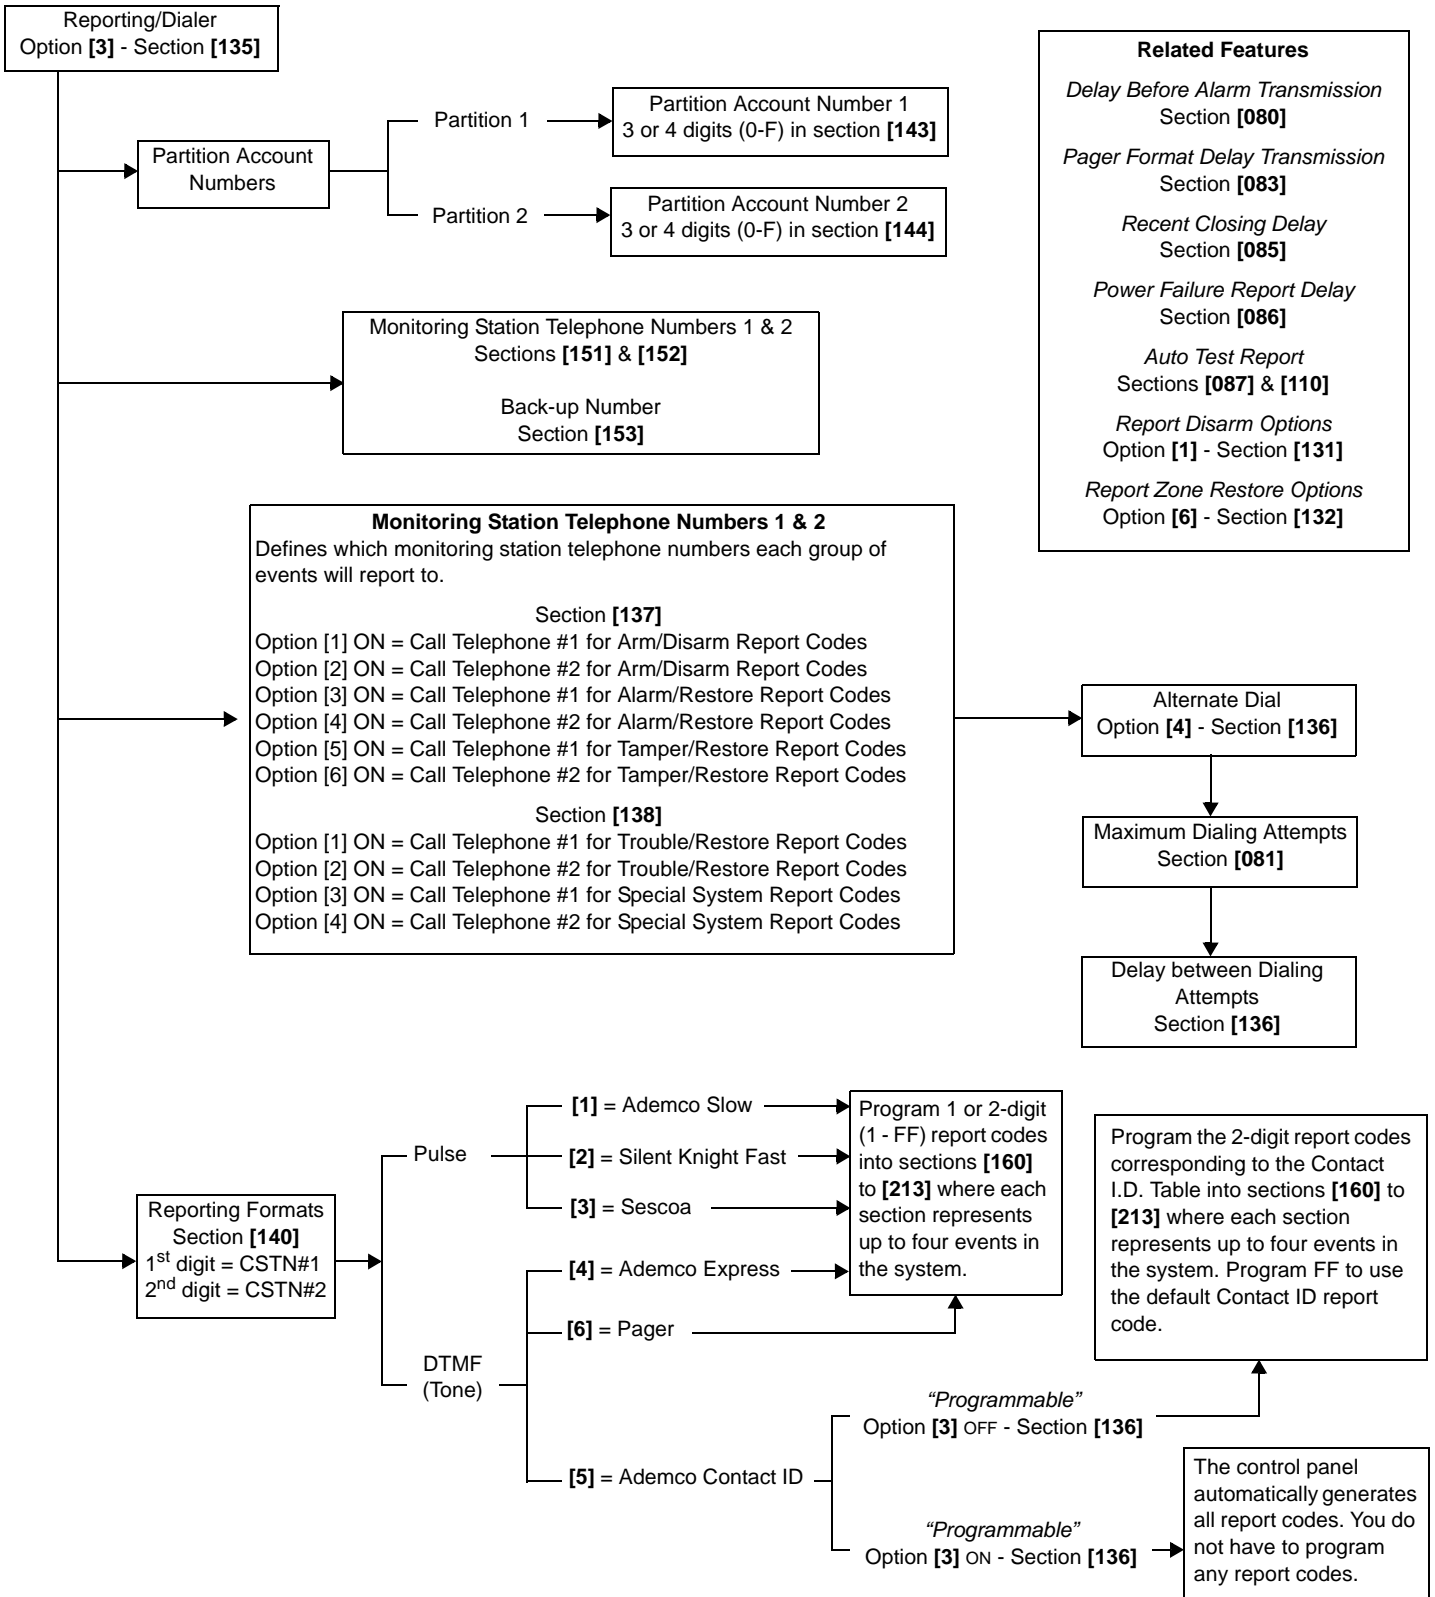 Reporting/Dialer
Option [3] - Section [135]
Partition Account
Numbers
Partition 1
Partition Account Number 1
3 or 4 digits (0-F) in section [143]
Partition 2
Partition Account Number 2
3 or 4 digits (0-F) in section [144]
Related Features
Delay Before Alarm Transmission
Section [080]
Pager Format Delay Transmission
Section [083]
Recent Closing Delay
Section [085]
Power Failure Report Delay
Section [086]
Auto Test Report
Sections [087] & [110]
Report Disarm Options
Option [1] - Section [131]
Report Zone Restore Options
Option [6] - Section [132]
Monitoring Station Telephone Numbers 1 & 2
Sections [151] & [152]
Back-up Number
Section [153]
Monitoring Station Telephone Numbers 1 & 2
Defines which monitoring station telephone numbers each group of
events will report to.
Section [137]
Option [1] ON = Call Telephone #1 for Arm/Disarm Report Codes
Option [2] ON = Call Telephone #2 for Arm/Disarm Report Codes
Option [3] ON = Call Telephone #1 for Alarm/Restore Report Codes
Option [4] ON = Call Telephone #2 for Alarm/Restore Report Codes
Option [5] ON = Call Telephone #1 for Tamper/Restore Report Codes
Option [6] ON = Call Telephone #2 for Tamper/Restore Report Codes
Section [138]
Option [1] ON = Call Telephone #1 for Trouble/Restore Report Codes
Option [2] ON = Call Telephone #2 for Trouble/Restore Report Codes
Option [3] ON = Call Telephone #1 for Special System Report Codes
Option [4] ON = Call Telephone #2 for Special System Report Codes
Alternate Dial
Option [4] - Section [136]
Maximum Dialing Attempts
Section [081]
Delay between Dialing
Attempts
Section [136]
Reporting Formats
Section [140]
1st digit = CSTN#1
2nd digit = CSTN#2
Pulse
[1] = Ademco Slow
[2] = Silent Knight Fast
[3] = Sescoa
DTMF
(Tone)
[4] = Ademco Express
[6] = Pager
[5] = Ademco Contact ID
Program 1 or 2-digit
(1 - FF) report codes
into sections [160]
to [213] where each
section represents
up to four events in
the system.
Program the 2-digit report codes
corresponding to the Contact
I.D. Table into sections [160] to
[213] where each section
represents up to four events in
the system. Program FF to use
the default Contact ID report
code.
“Programmable”
Option [3] OFF - Section [136]
“Programmable”
Option [3] ON - Section [136]
The control panel
automatically generates
all report codes. You do
not have to program
any report codes.